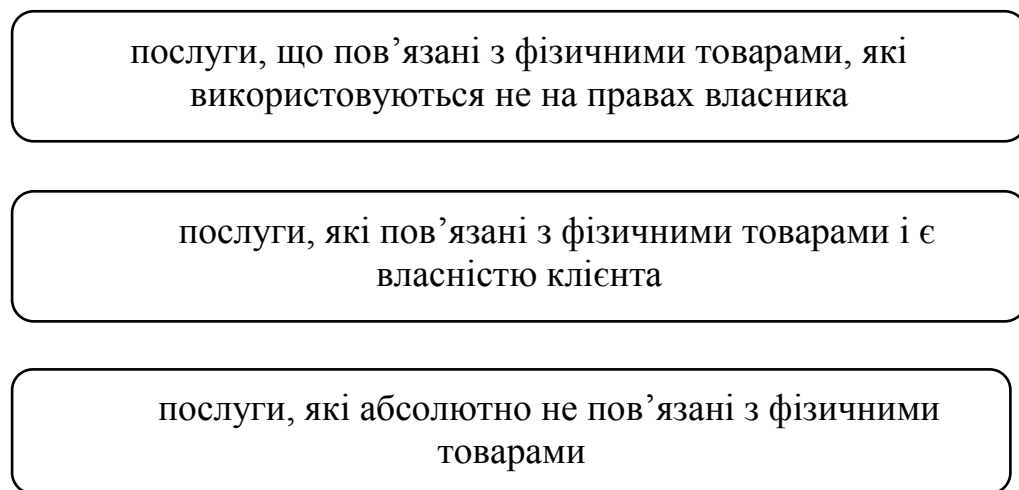 послуги, що пов’язані з фізичними товарами, які
використовуються не на правах власника
послуги, які пов’язані з фізичними товарами і є
власністю клієнта
послуги, які абсолютно не пов’язані з фізичними
товарами